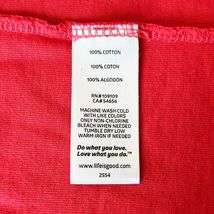 100% COTTON
100% COTON
100% ALGODÓN
RN#109109
CA#54656
MACHINE WASH COLD
WITH LIKE COLORS
ONLY NON-CHLORINE
BLEACH WHEN NEEDED
TUMBLE DRY LOW
WARM IRON IF NEEDED
Do what you love.
Love what you do.™
www.lifeisgood.com
2554